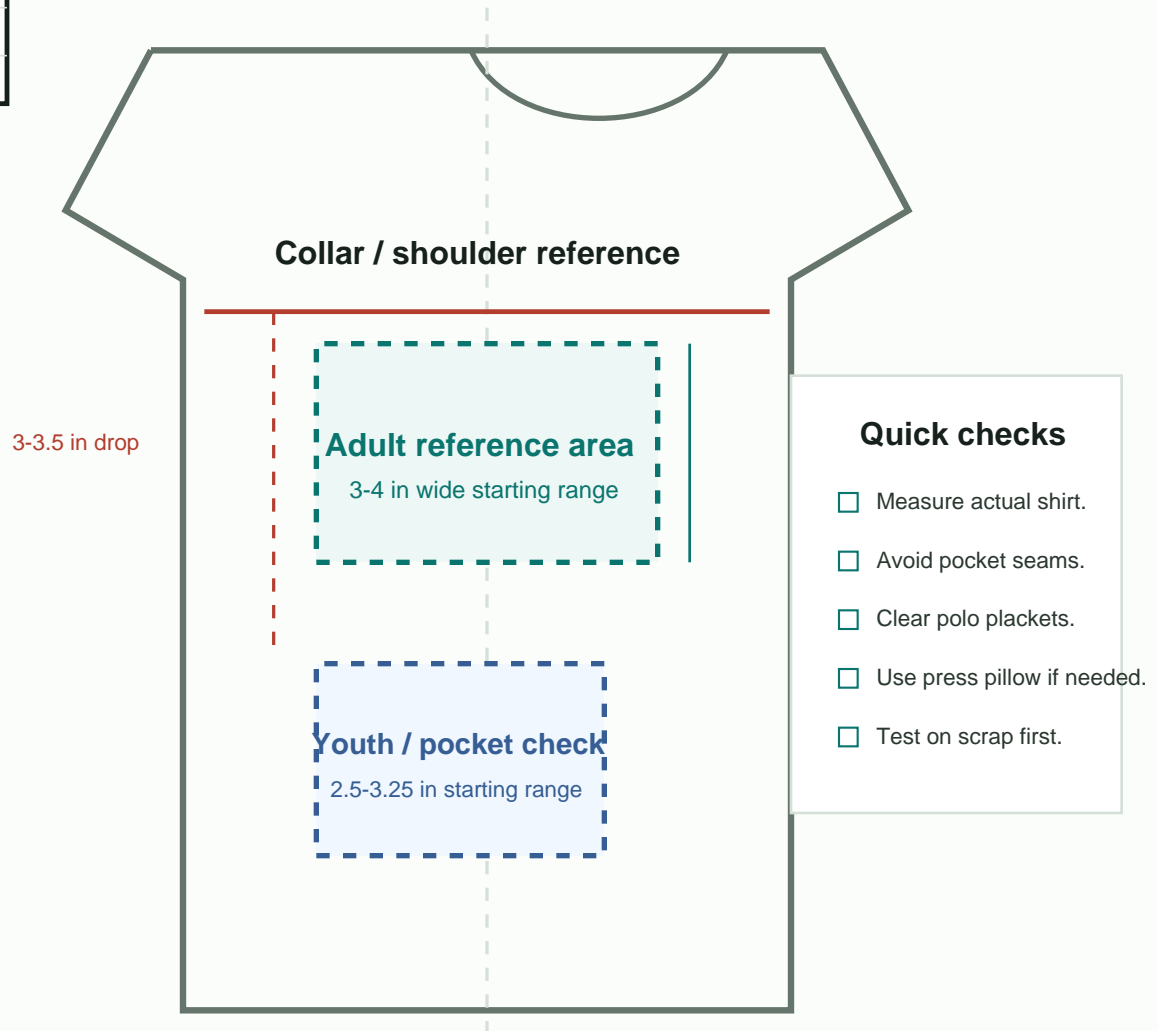 Collar / shoulder reference
3-3.5 in drop
Adult reference area
3-4 in wide starting range
Youth / pocket check
2.5-3.25 in starting range
Quick checks
Measure actual shirt.
Avoid pocket seams.
Clear polo plackets.
Use press pillow if needed.
Test on scrap first.